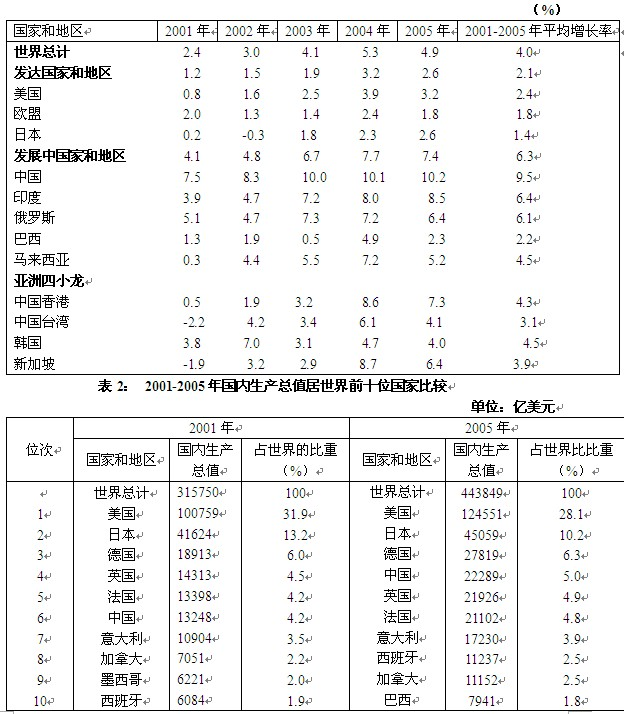 （%）
国家和地区 2001 年 2002 年 2003 年 2004 年 2005 年 2001-2005 年平均增长率
世界总计 2.4 3.0 4.1 5.3 4.9 4.0
发达国家和地区 1.2 1.5 1.9 3.2 2.6 2.1
美国 0.8 1.6 2.5 3.9 3.2 2.4
欧盟 2.0 1.3 1.4 2.4 1.8 1.8
日本 0.2 -0.3 1.8 2.3 2.6 1.4
发展中国家和地区 4.1 4.8 6.7 7.7 7.4 6.3
中国 7.5 8.3 10.0 10.1 10.2 9.5
印度 3.9 4.7 7.2 8.0 8.5 6.4
俄罗斯 5.1 4.7 7.3 7.2 6.4 6.1
巴西 1.3 1.9 0.5 4.9 2.3 2.2
马来西亚 0.3 4.4 5.5 7.2 5.2 4.5
亚洲四小龙
中国香港 0.5 1.9 3.2 8.6 7.3 4.3
中国台湾 -2.2 4.2 3.4 6.1 4.1 3.1
韩国 3.8 7.0 3.1 4.7 4.0 4.5
新加坡 -1.9 3.2 2.9 8.7 6.4 3.9
表 2： 2001-2005 年国内生产总值居世界前十位国家比较
单位：亿美元
位次 2001 年 2005 年
国家和地区 国内生产总值 占世界的比重（%） 国家和地区 国内生产总值 占世界比比重（%）
世界总计 315750 100 世界总计 443849 100
1 美国 100759 31.9 美国 124551 28.1
2 日本 41624 13.2 日本 45059 10.2
3 德国 18913 6.0 德国 27819 6.3
4 英国 14313 4.5 中国 22289 5.0
5 法国 13398 4.2 英国 21926 4.9
6 中国 13248 4.2 法国 21102 4.8
7 意大利 10904 3.5 意大利 17230 3.9
8 加拿大 7051 2.2 西班牙 11237 2.5
9 墨西哥 6221 2.0 加拿大 11152 2.5
10 西班牙 6084 1.9 巴西 7941 1.8